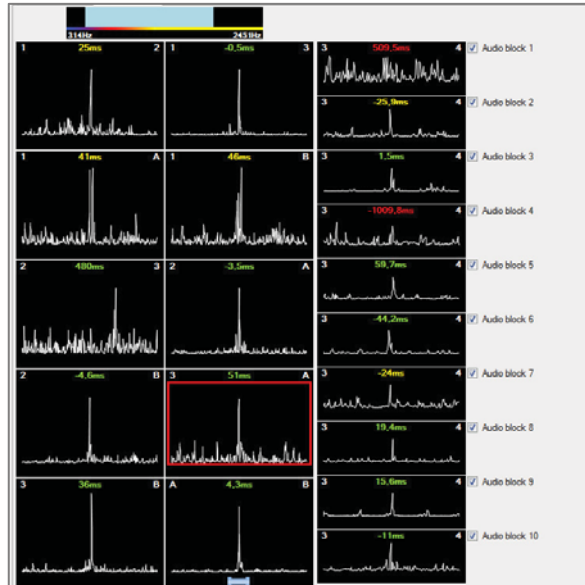 314Hz 2451Hz
1 25ms 2
1 -0,5ms 3
3 509,5ms 4
Audio block 1
3 -25,9ms 4
Audio block 2
1 41ms A
1 46ms B
3 1,5ms 4
Audio block 3
3 -1009,8ms 4
Audio block 4
2 480ms 3
2 -3,5ms A
3 59,7ms 4
Audio block 5
3 -44,2ms 4
Audio block 6
2 -4,6ms B
3 51ms A
3 -24ms 4
Audio block 7
3 19,4ms 4
Audio block 8
3 36ms B
A 4,3ms B
3 15,6ms 4
Audio block 9
3 -11ms 4
Audio block 10